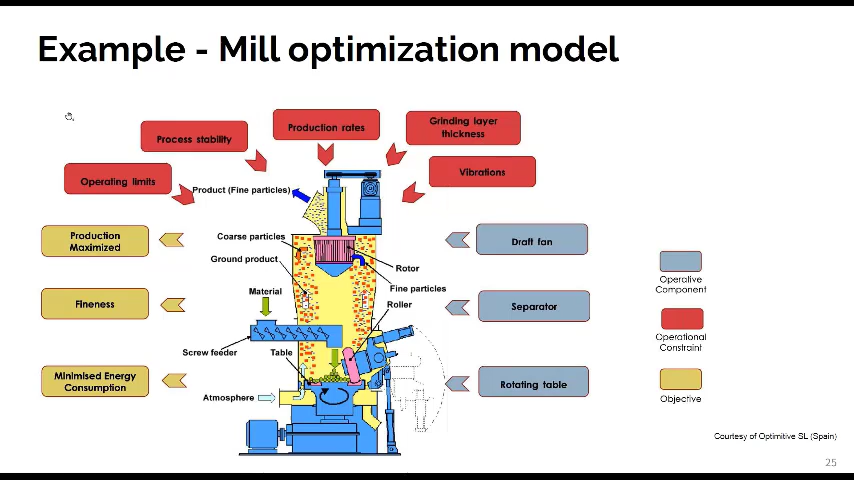 Example - Mill optimization model
Production rates
Grinding layer
thickness
Process stability
Operating limits
Vibrations
Product (Fine particles)
Production
Maximized
Coarse particles
Draft fan
Ground product
Rotor
Operative
Component
Fine particles
Material
Roller
Fineness
Separator
Operational
Constraint
Screw feeder
Table
Minimised Energy
Consumption
Rotating table
Atmosphere
Objective
Courtesy of Optimitive SL (Spain)
25